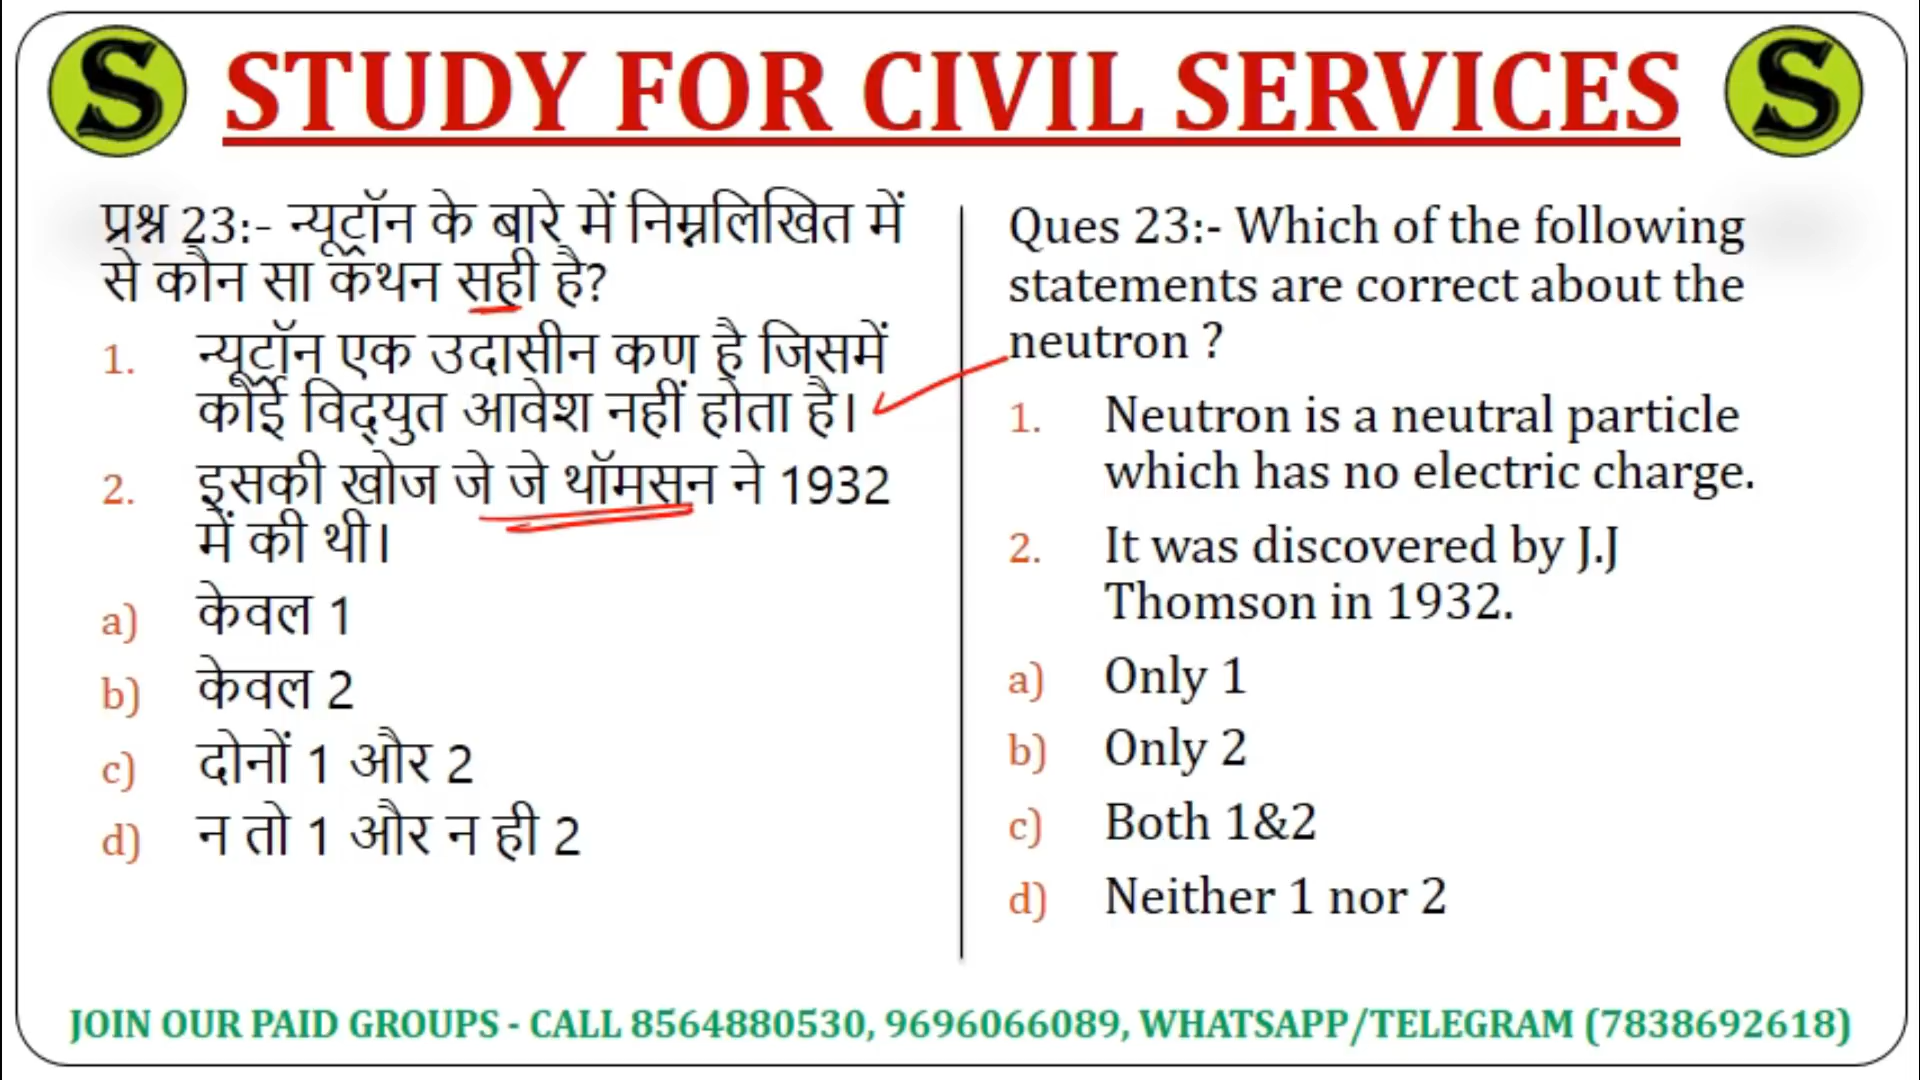 S STUDY FOR CIVIL SERVICES S
प्रश्न 23:- न्यूट्रॉन के बारे में निम्नलिखित में
से कौन सा कथन सही है?
1. न्यूट्रॉन एक उदासीन कण है जिसमें
कोई विद्युत आवेश नहीं होता है।
2. इसकी खोज जे जे थॉमसन ने 1932
में की थी।
a) केवल 1
b) केवल 2
c) दोनों 1 और 2
d) न तो 1 और न ही 2
Ques 23:- Which of the following
statements are correct about the
neutron ?
1. Neutron is a neutral particle
which has no electric charge.
2. It was discovered by J.J
Thomson in 1932.
a) Only 1
b) Only 2
c) Both 1&2
d) Neither 1 nor 2
JOIN OUR PAID GROUPS - CALL 8564880530, 9696066089, WHATSAPP/TELEGRAM (7838692618)